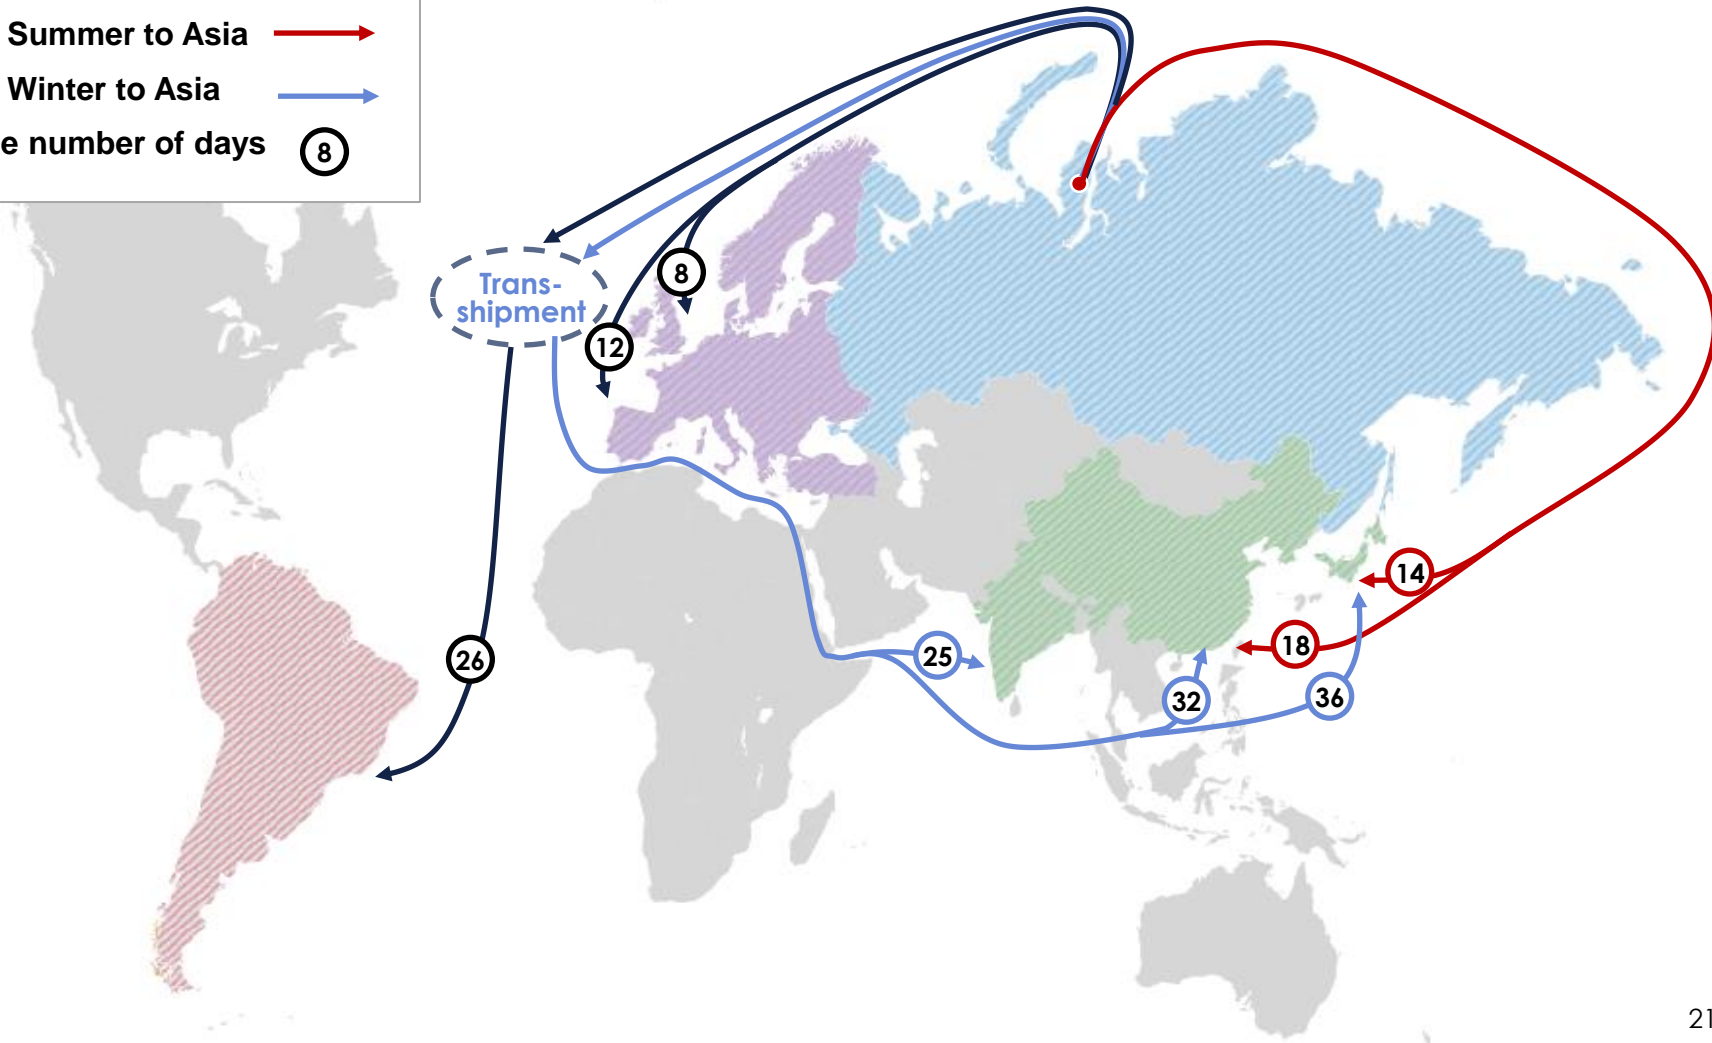 Summer to Asia
Winter to Asia
e number of days
8
Trans-
shipment
8
12
14
18
26
25
32
36
21